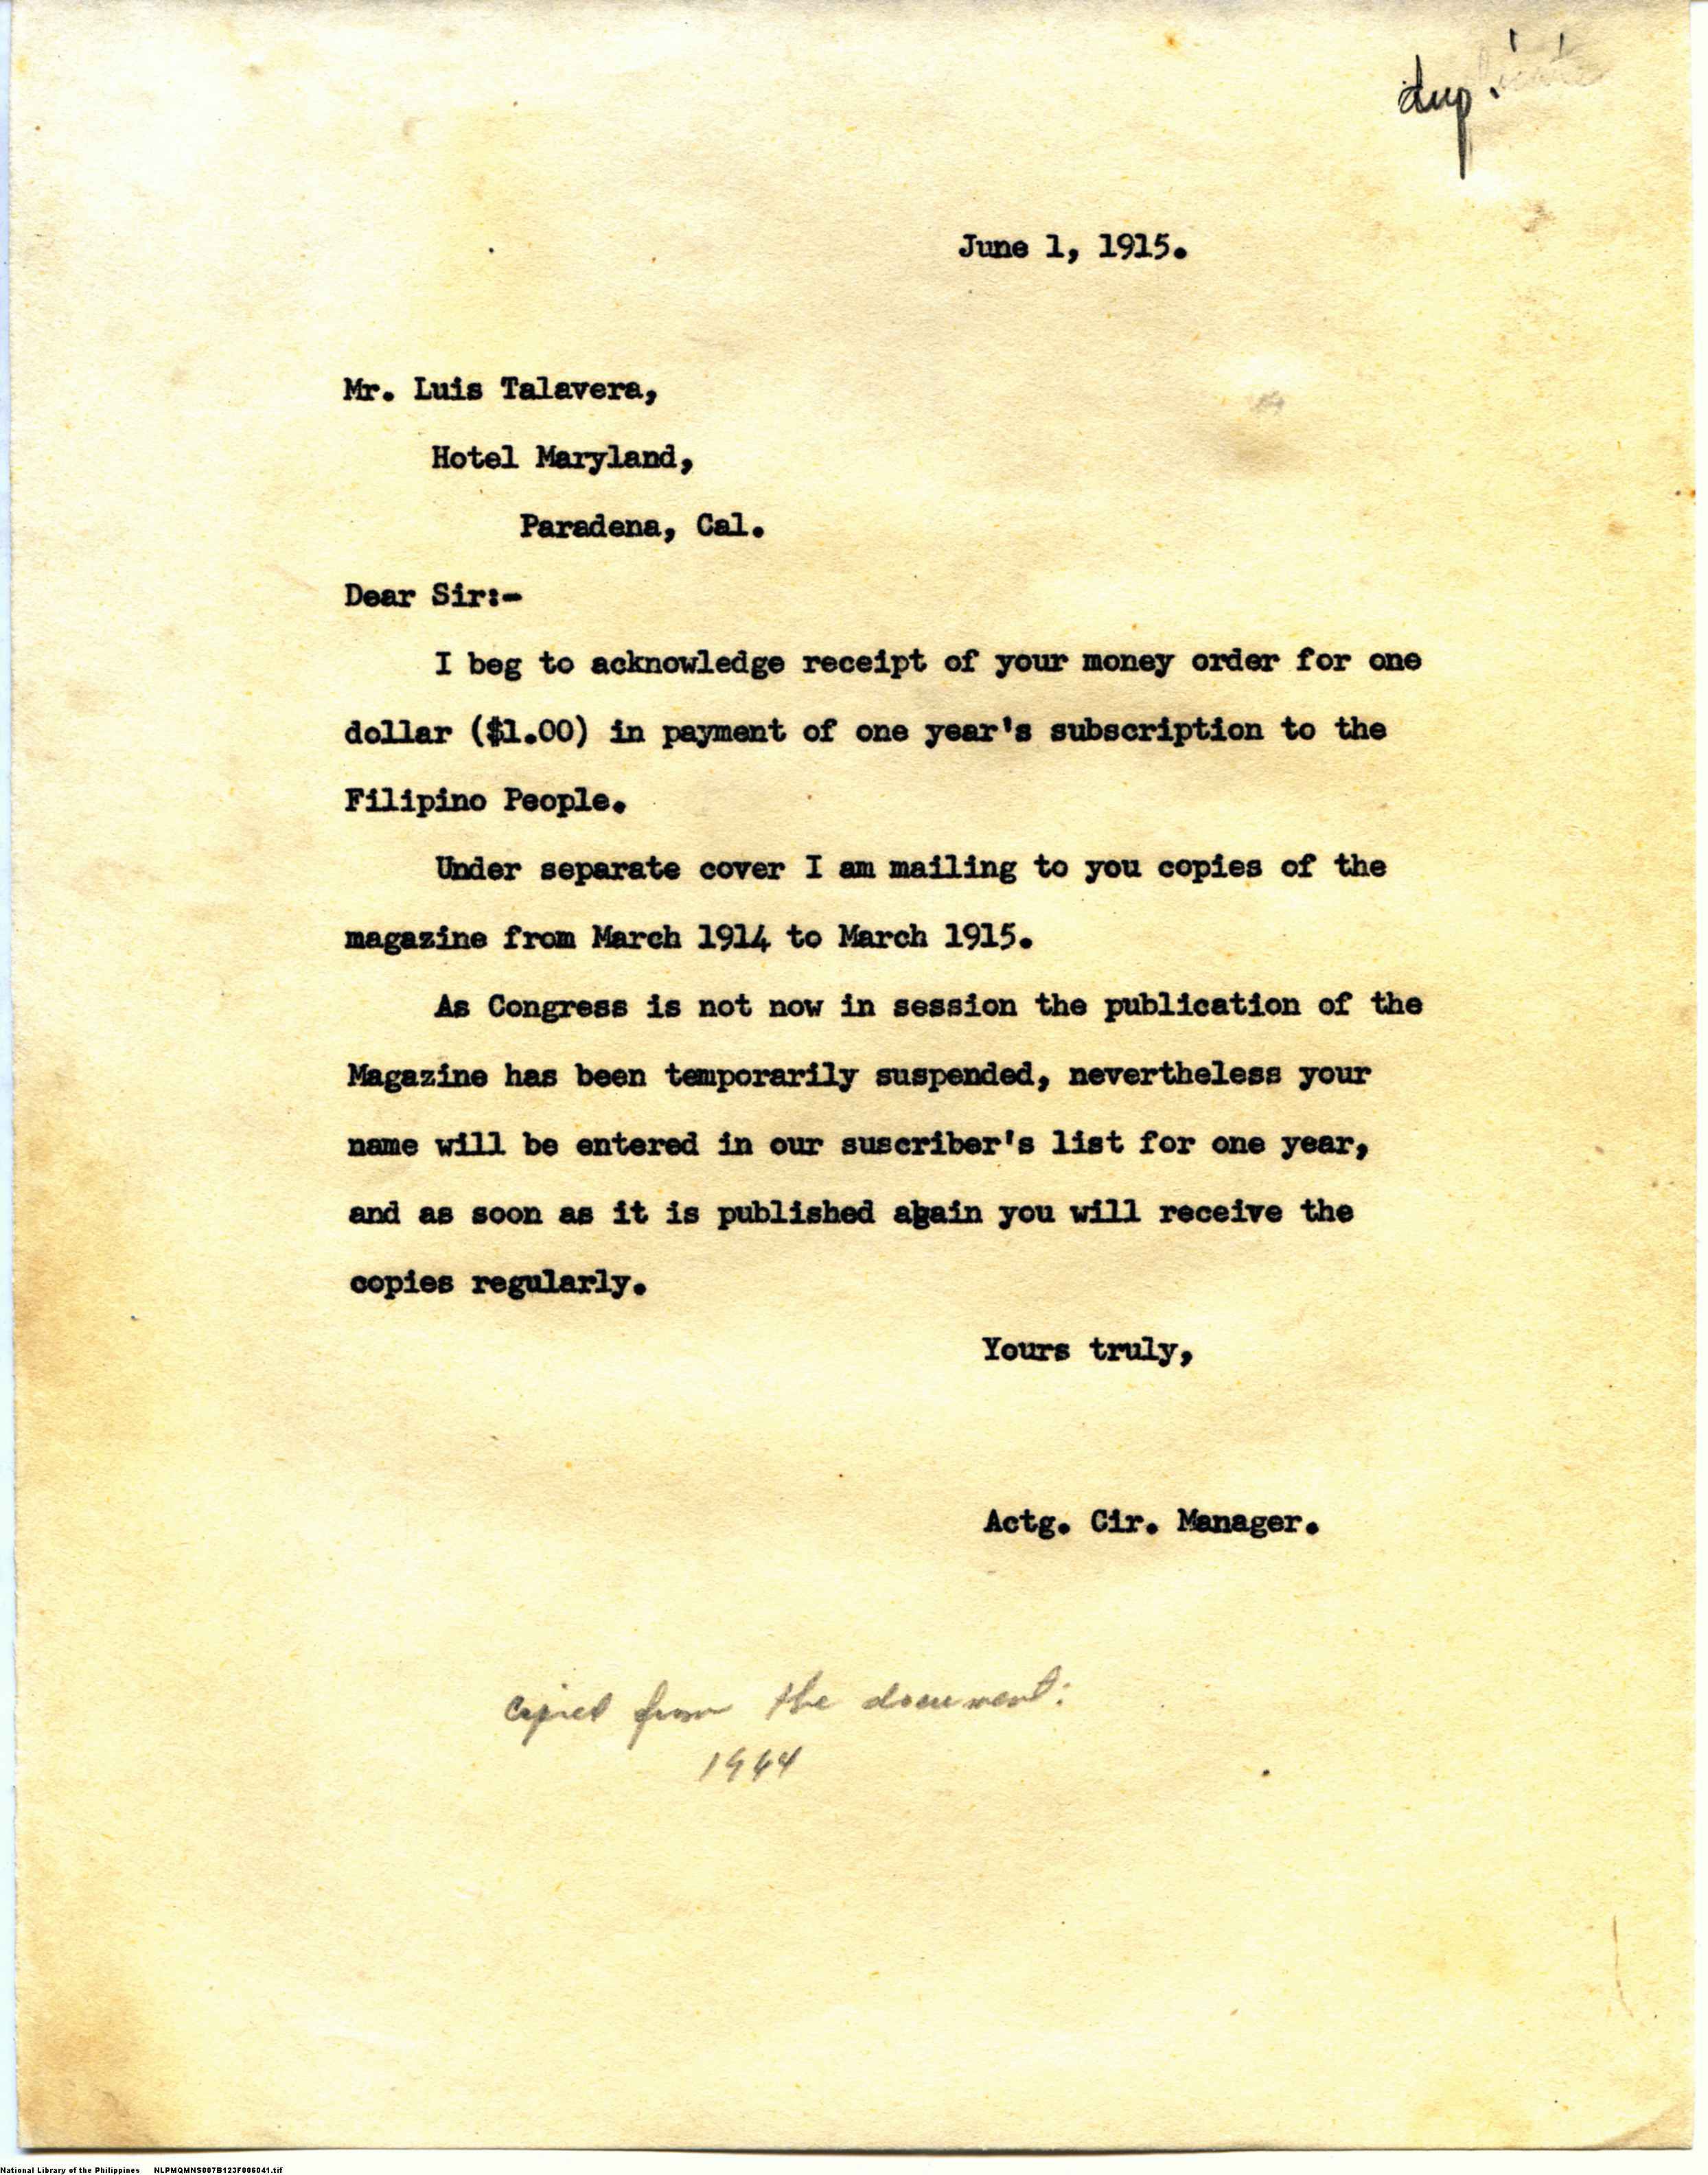 dup.
June 1, 1915.
Mr. Luis Talavera,
Hotel Maryland,
Paradena, Cal.
Dear Sir:-
I beg to acknowledge receipt of your money order for one
dollar ($1.00) in payment of one year's subscription to the
Filipino People.
Under separate cover I am mailing to you copies of the
magazine from March 1914 to March 1915.
As Congress is not now in session the publication of the
Magazine has been temporarily suspended, nevertheless your
name will be entered in our suscriber's list for one year,
and as soon as it is published again you will receive the
copies regularly.
Yours truly,
Actg. Cir. Manager.
from the document:
1944
National Library of the Philippines NLPMQMNS007B123F006041.tif